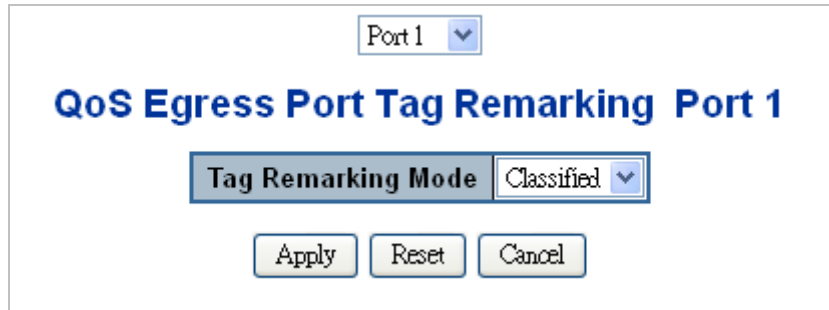 Port 1
QoS Egress Port Tag Remarking Port 1
Tag Remarking Mode Classified
Apply Reset Cancel